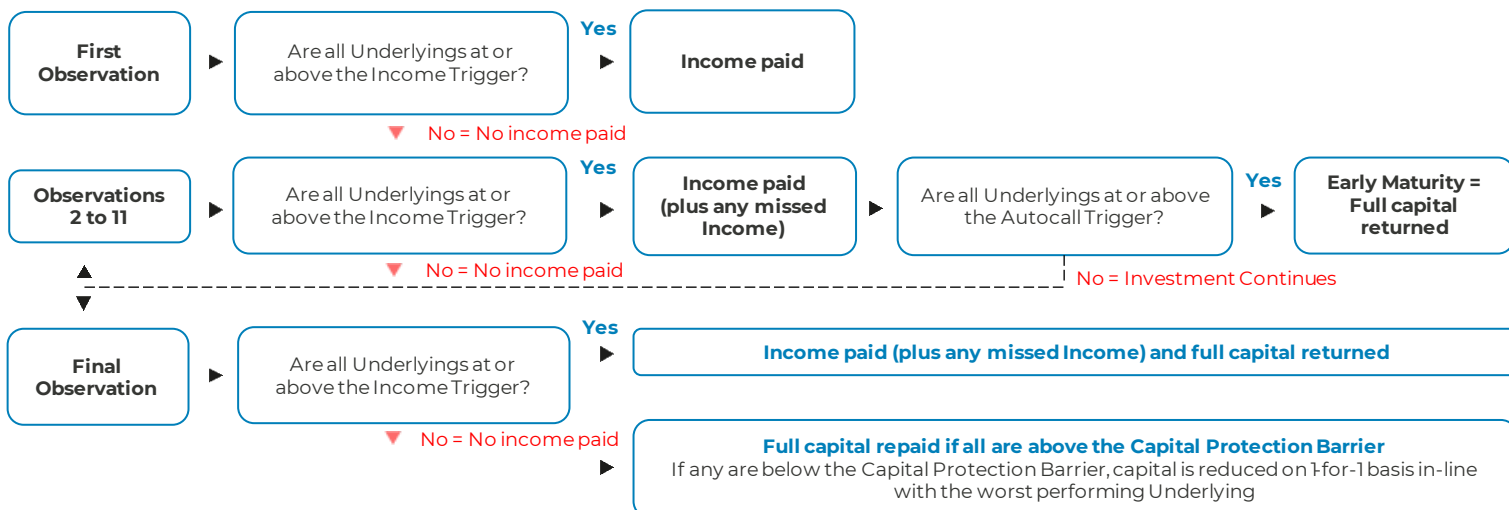 First
Observation
Are all Underlyings at or
above the Income Trigger?
Yes
Income paid
No = No income paid
Observations
2 to 11
Are all Underlyings at or
above the Income Trigger?
Yes
Income paid
(plus any missed
Income)
Are all Underlyings at or above
the Autocall Trigger?
Yes
Early Maturity =
Full capital
returned
No = No income paid
No = Investment Continues
Final
Observation
Are all Underlyings at or
above the Income Trigger?
Yes
Income paid (plus any missed Income) and full capital returned
No = No income paid
Full capital repaid if all are above the Capital Protection Barrier
If any are below the Capital Protection Barrier, capital is reduced on 1-for-1 basis in-line
with the worst performing Underlying